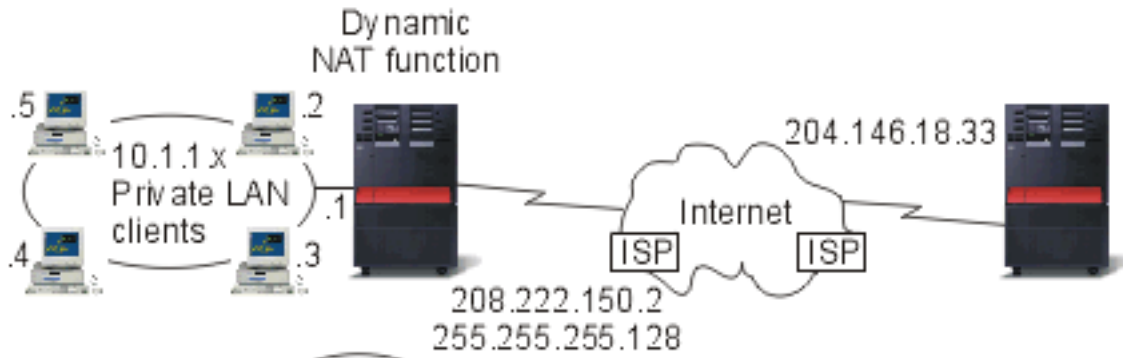 Dynamic
NAT function
.5
.2
10.1.1.x
Private LAN
clients
.1
.4
.3
204.146.18.33
Internet
ISP
ISP
208.222.150.2
255.255.255.128